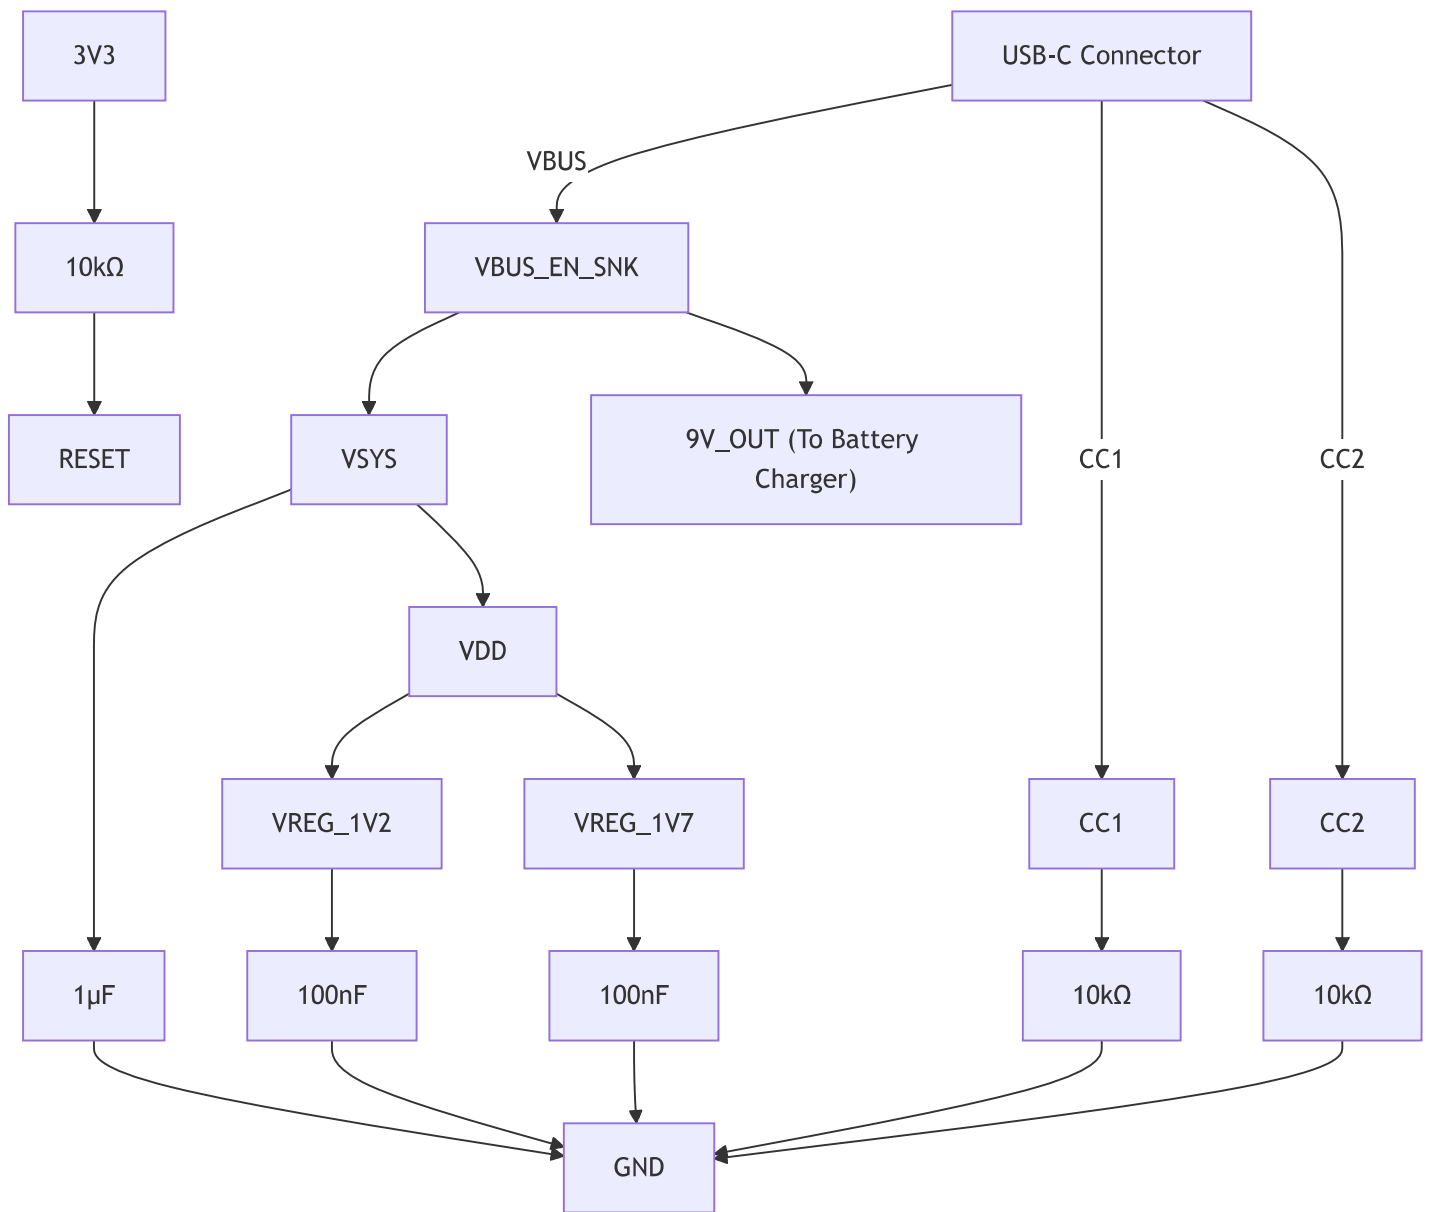 3V3
USB-C Connector
VBUS
10kΩ
VBUS_EN_SNK
RESET
VSYS
9V_OUT (To Battery
Charger)
CC1
CC2
VDD
VREG_1V2
VREG_1V7
CC1
CC2
1µF
100nF
100nF
10kΩ
10kΩ
GND